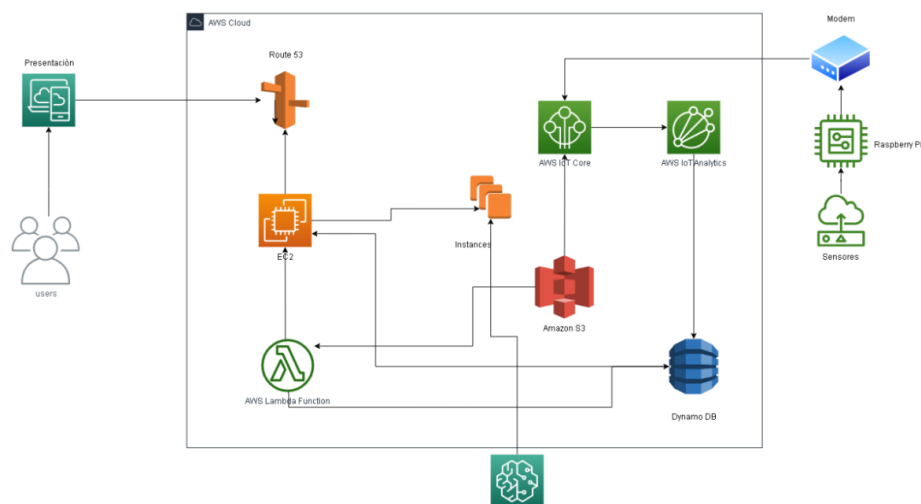 AWS Cloud
Modem
Route 53
Presentaciòn
AWS IoT Core
AWS IoT Analytics
Raspberry Pi
Instances
EC2
Sensores
users
Amazon S3
AWS Lambda Function
Dynamo DB